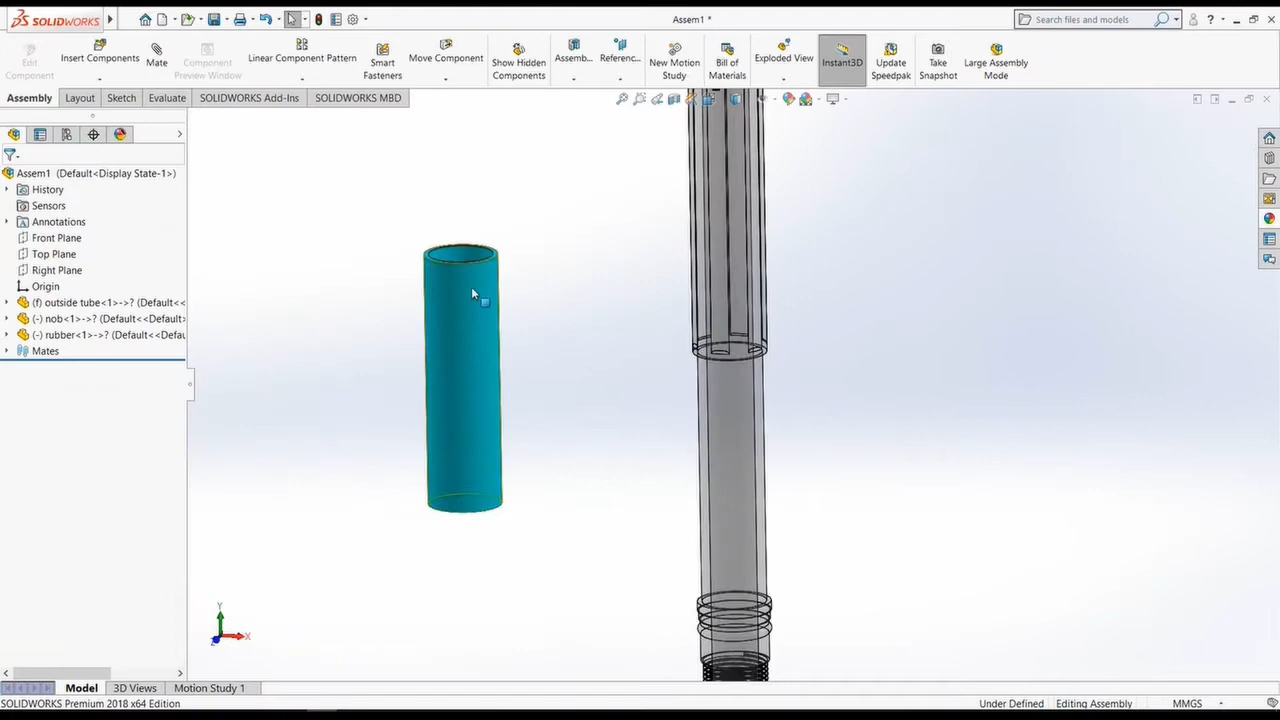 SOLIDWORKS
Assem1 *
Search files and models
Edit Component
Insert Components
Mate
Component Preview Window
Linear Component Pattern
Smart Fasteners
Move Component
Show Hidden Components
Assemb...
Referenc...
New Motion Study
Bill of Materials
Exploded View
Instant3D
Update Speedpak
Take Snapshot
Large Assembly Mode
Assembly Layout Sketch Evaluate SOLIDWORKS Add-Ins SOLIDWORKS MBD
Assem1 (Default<Display State-1>)
History
Sensors
Annotations
Front Plane
Top Plane
Right Plane
Origin
(f) outside tube<1>->? (Default<<
(-) nob<1>->? (Default<<Default>
(-) rubber<1>->? (Default<<Defau
Mates
Y
X
Z
Model 3D Views Motion Study 1
SOLIDWORKS Premium 2018 x64 Edition Under Defined Editing Assembly MMGS